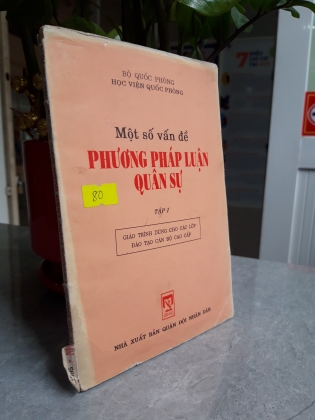 BỘ QUỐC PHÒNG
HỌC VIỆN QUỐC PHÒNG
Một số vấn đề
PHƯƠNG PHÁP LUẬN
QUÂN SỰ
TẬP I
GIÁO TRÌNH DÙNG CHO CÁC LỚP
ĐÀO TẠO CÁN BỘ CAO CẤP
80
NHÀ XUẤT BẢN QUÂN ĐỘI NHÂN DÂN